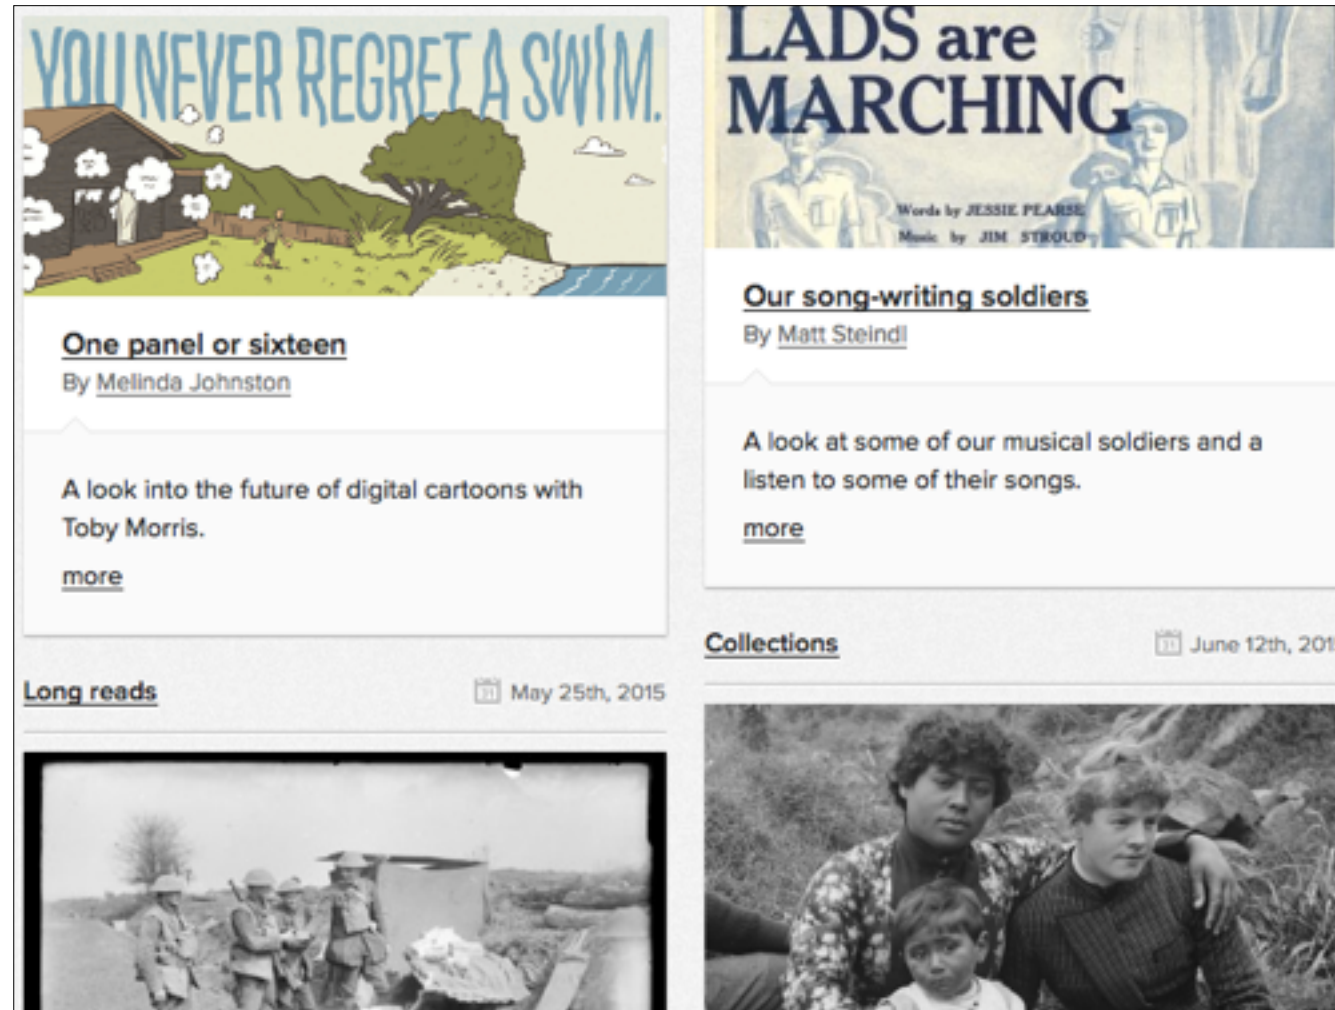 YOU NEVER REGRET A SWIM.
One panel or sixteen
By Melinda Johnston
A look into the future of digital cartoons with
Toby Morris.
more
Long reads
May 25th, 2015
LADS are
MARCHING
Words by JESSIE PEARSE
Music by JIM STROUD
Our song-writing soldiers
By Matt Steindl
A look at some of our musical soldiers and a
listen to some of their songs.
more
Collections
June 12th, 201